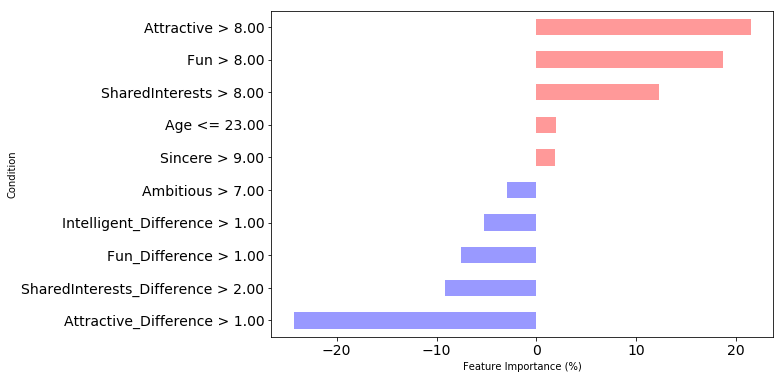 Attractive > 8.00
Fun > 8.00
SharedInterests > 8.00
Age <= 23.00
Sincere > 9.00
Ambitious > 7.00
Intelligent_Difference > 1.00
Fun_Difference > 1.00
SharedInterests_Difference > 2.00
Attractive_Difference > 1.00
Condition
−20 −10 0 10 20
Feature Importance (%)